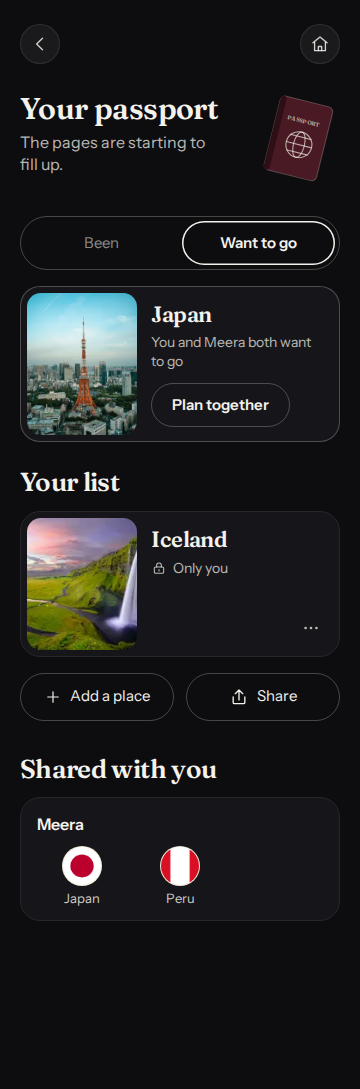 Your passport
The pages are starting to
fill up.
PASSPORT
Been
Want to go
Japan
You and Meera both want
to go
Plan together
Your list
Iceland
Only you
Add a place
Share
Shared with you
Meera
Japan
Peru